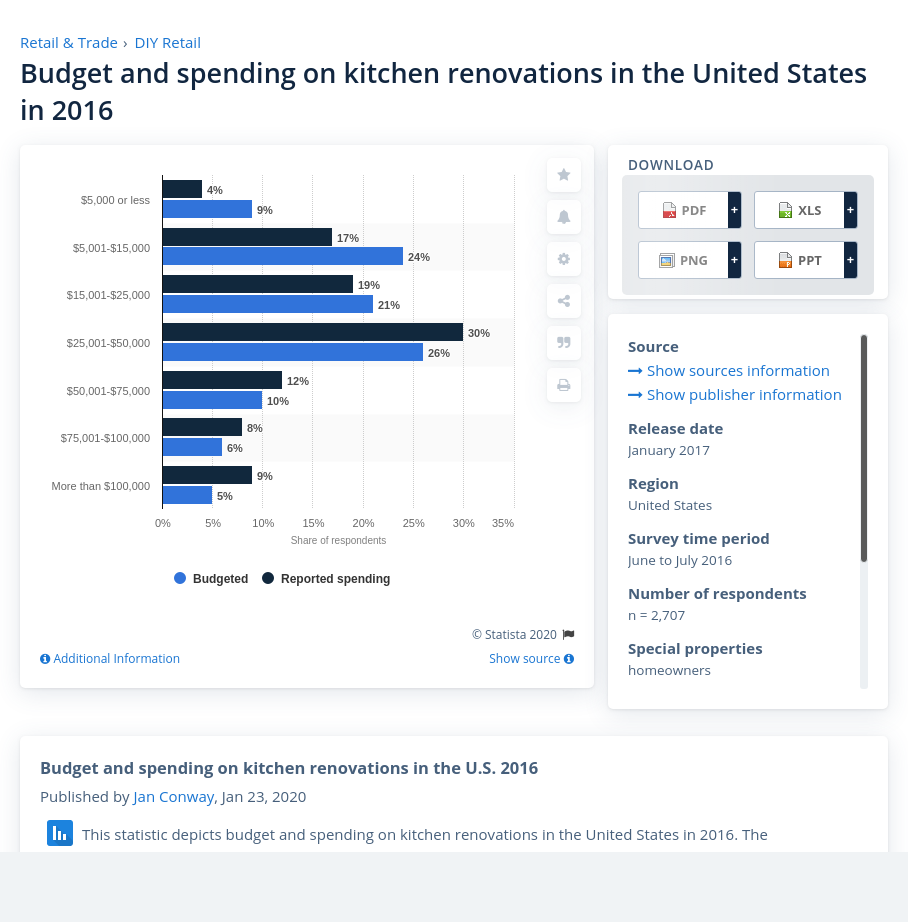 Retail & Trade › DIY Retail
Budget and spending on kitchen renovations in the United States
in 2016
4%
$5,000 or less
9%
17%
$5,001-$15,000
24%
19%
$15,001-$25,000
21%
30%
$25,001-$50,000
26%
12%
$50,001-$75,000
10%
8%
$75,001-$100,000
6%
9%
More than $100,000
5%
0% 5% 10% 15% 20% 25% 30% 35%
Share of respondents
Budgeted Reported spending
© Statista 2020
Additional Information Show source
DOWNLOAD
PDF + XLS +
PNG + PPT +
Source
Show sources information
Show publisher information
Release date
January 2017
Region
United States
Survey time period
June to July 2016
Number of respondents
n = 2,707
Special properties
homeowners
Budget and spending on kitchen renovations in the U.S. 2016
Published by Jan Conway, Jan 23, 2020
This statistic depicts budget and spending on kitchen renovations in the United States in 2016. The